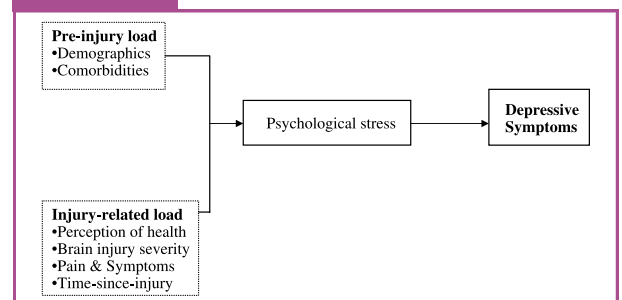 Pre-injury load
•Demographics
•Comorbidities
Psychological stress
Depressive
Symptoms
Injury-related load
•Perception of health
•Brain injury severity
•Pain & Symptoms
•Time-since-injury